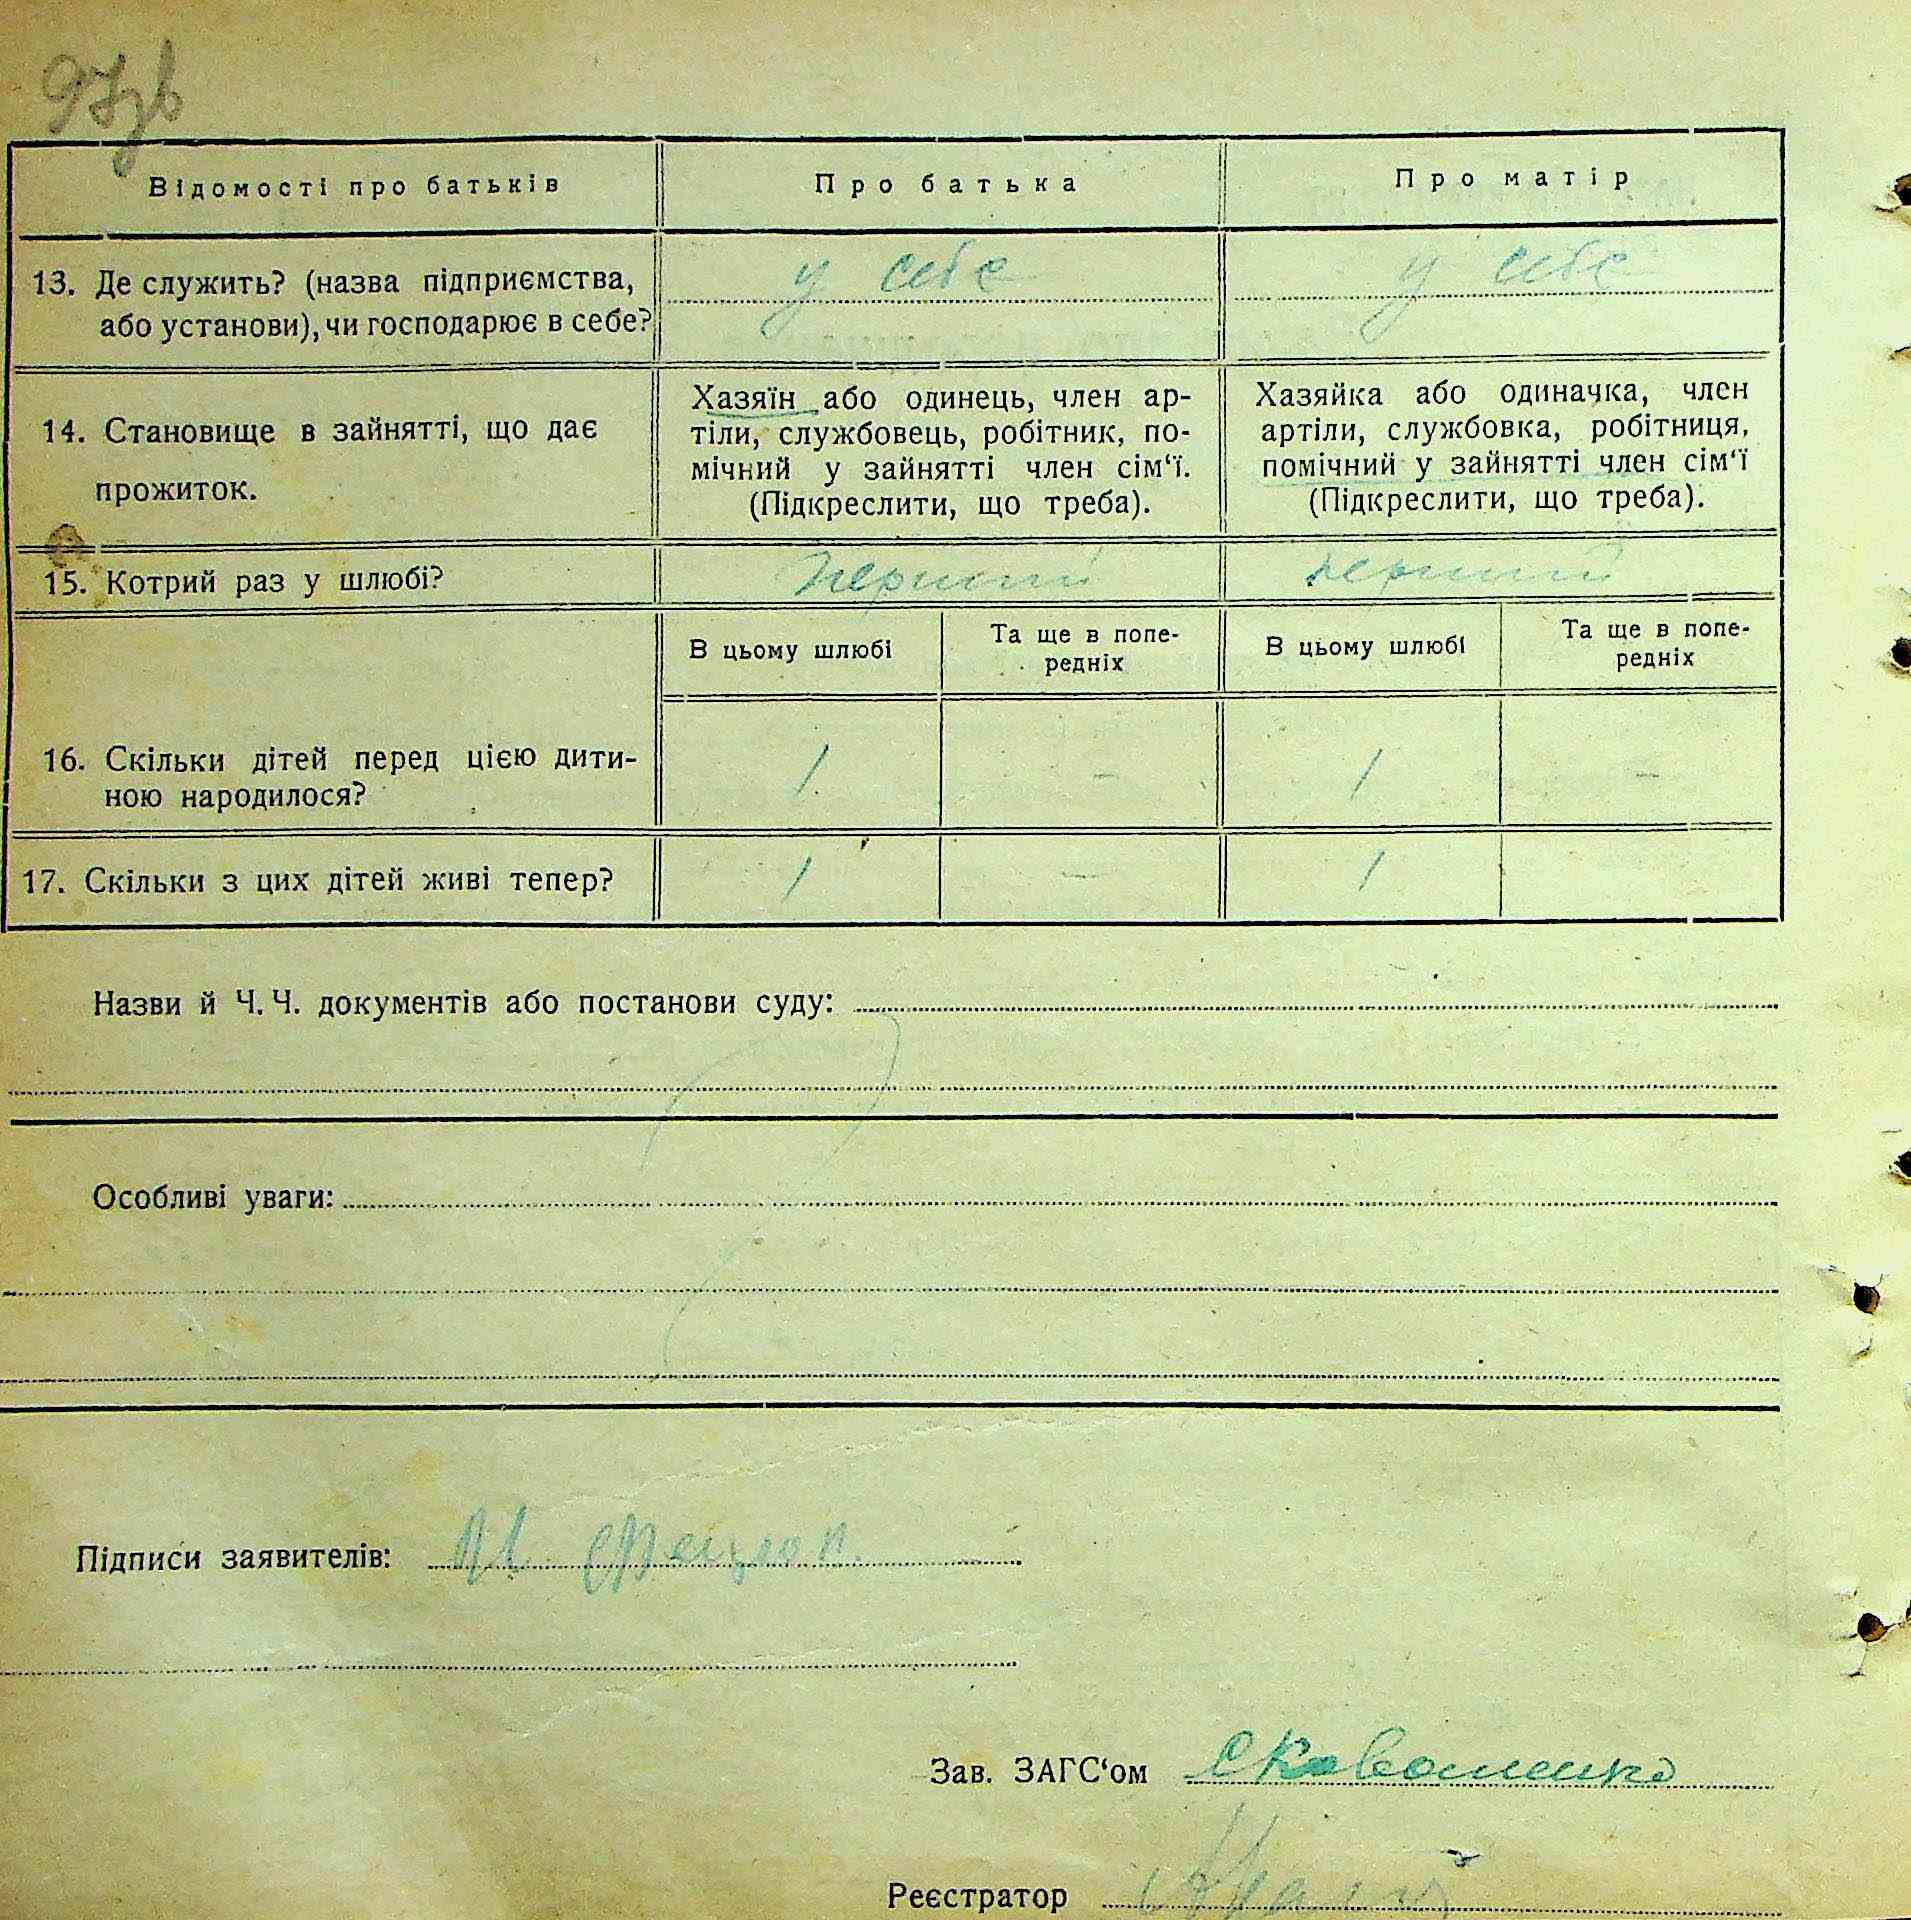 97зв
Відомості про батьків Про батька Про матір
13. Де служить? (назва підприємства, у себе у себе
або установи), чи господарює в себе?
14. Становище в зайнятті, що дає
прожиток.
Хазяїн або одинець, член ар-
тіли, службовець, робітник, по-
мічний у зайнятті член сім‘ї.
(Підкреслити, що треба).
Хазяйка або одиначка, член
артіли, службовка, робітниця,
помічний у зайнятті член сім‘ї
(Підкреслити, що треба).
15. Котрий раз у шлюбі? перший перший
В цьому шлюбі
Та ще в попе-
редніх
В цьому шлюбі
Та ще в попе-
редніх
16. Скільки дітей перед цією дити- 1 - 1 -
ною народилося?
17. Скільки з цих дітей живі тепер? 1 - 1
Назви й Ч. Ч. документів або постанови суду:
Особливі уваги:
Підписи заявителів:
Зав. ЗАГС‘ом
Реєстратор